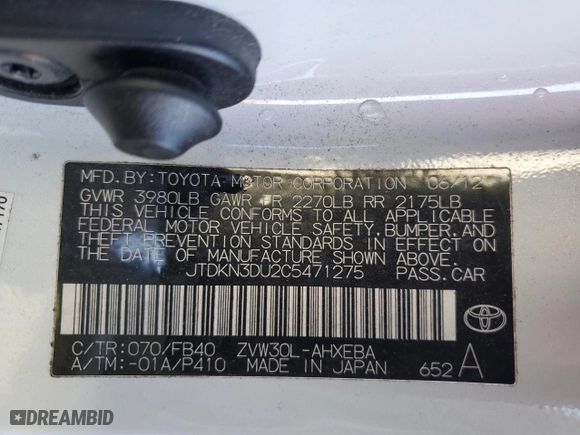 MFD.BY:TOYOTA MOTOR CORPORATION 06/12
GVWR 3980LB GAWR FR 2270LB RR 2175LB
THIS VEHICLE CONFORMS TO ALL APPLICABLE
FEDERAL MOTOR VEHICLE SAFETY,BUMPER,AND
THEFT PREVENTION STANDARDS IN EFFECT ON
THE DATE OF MANUFACTURE SHOWN ABOVE.
JTDKN3DU2C5471275 PASS.CAR
C/TR:070/FB40 ZVW30L-AHXEBA
A/TM:-01A/P410 MADE IN JAPAN 652 A
TOYOTA
DREAMBID